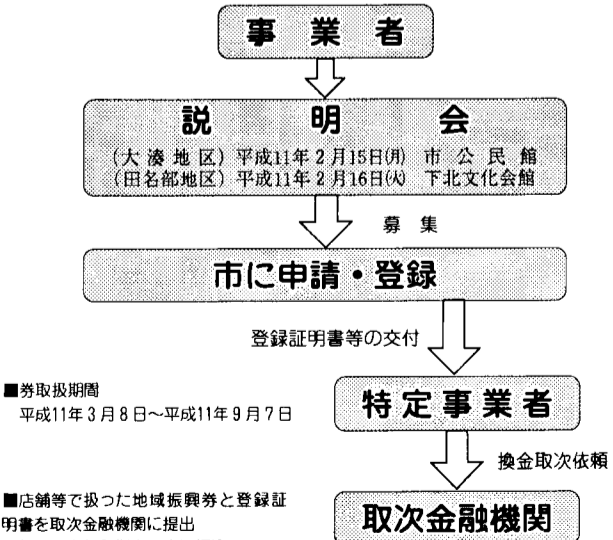 事業者
説明会
(大湊地区)平成11年2月15日㈪ 市公民館
(田名部地区)平成11年2月16日㈫ 下北文化会館
募集
市に申請・登録
登録証明書等の交付
■券取扱期間
平成11年3月8日～平成11年9月7日
特定事業者
換金取次依頼
■店舗等で扱った地域振興券と登録証
明書を取次金融機関に提出
取次金融機関